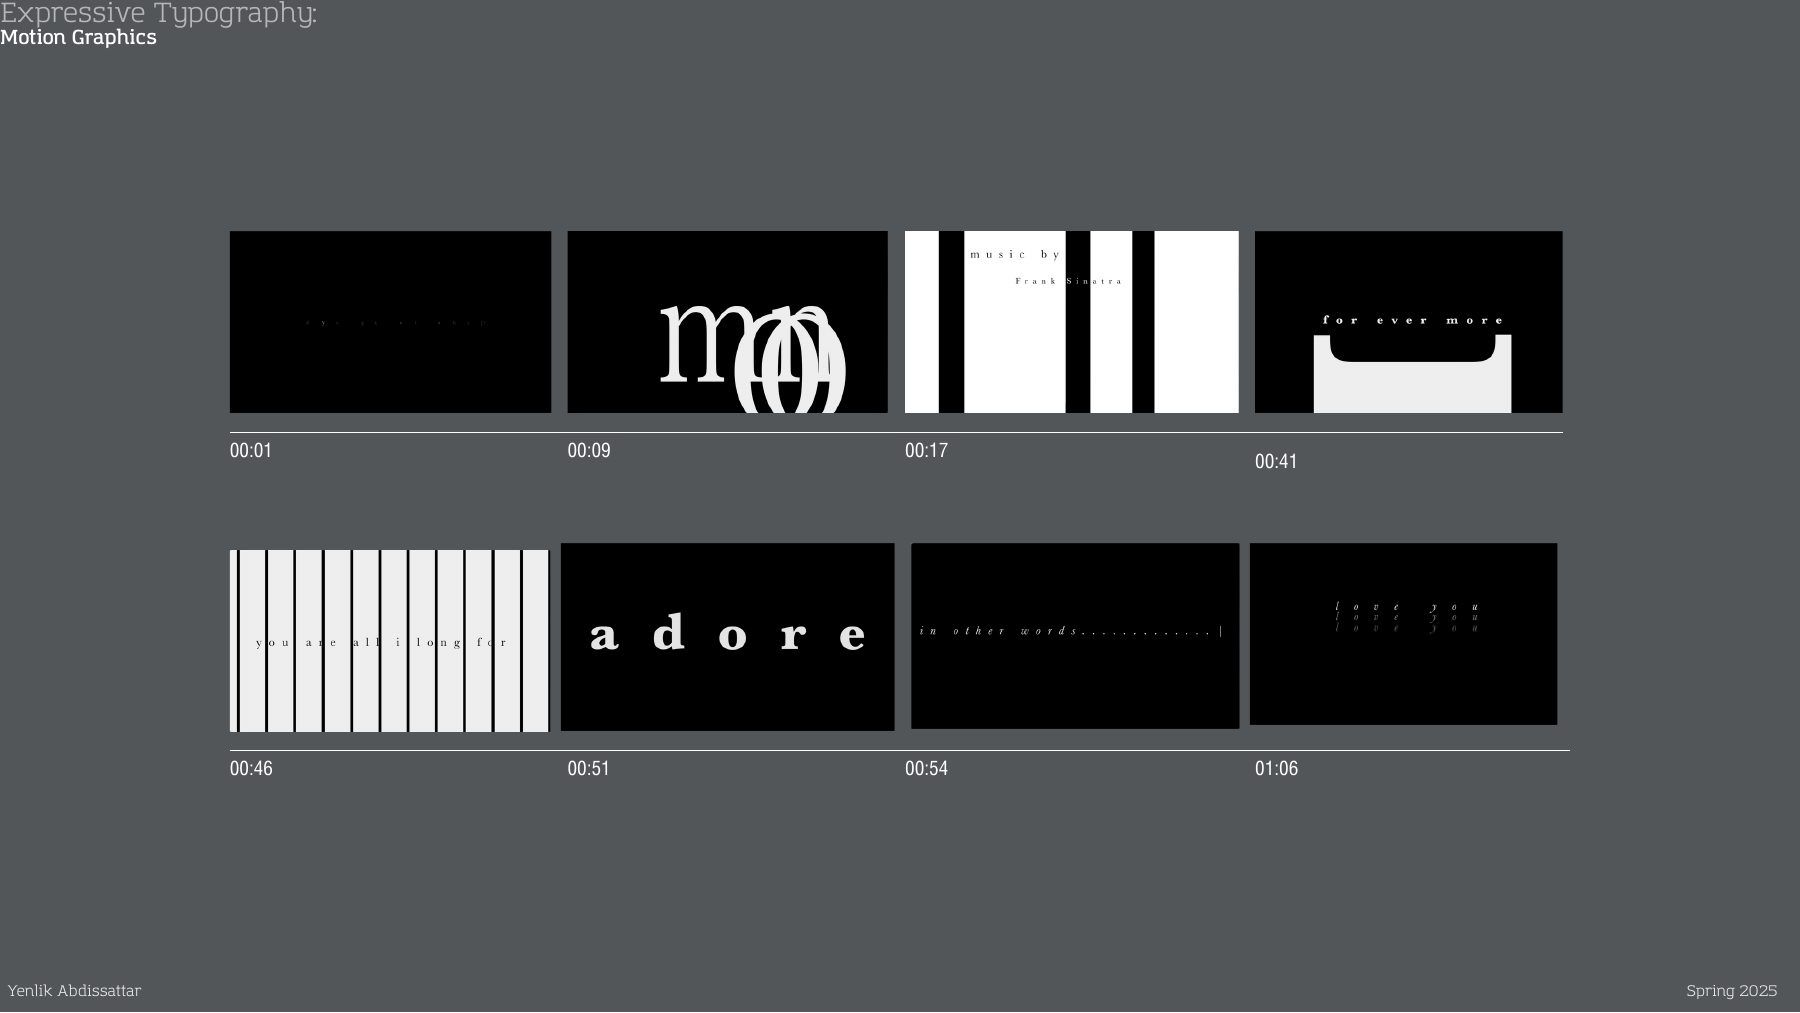 Expressive Typography:
Motion Graphics
moon
music by
Frank Sinatra
for ever more
00:01
00:09
00:17
00:41
you are all i long for
adore
in other words.............|
love you
love you
love you
00:46
00:51
00:54
01:06
Yenlik Abdissattar
Spring 2025